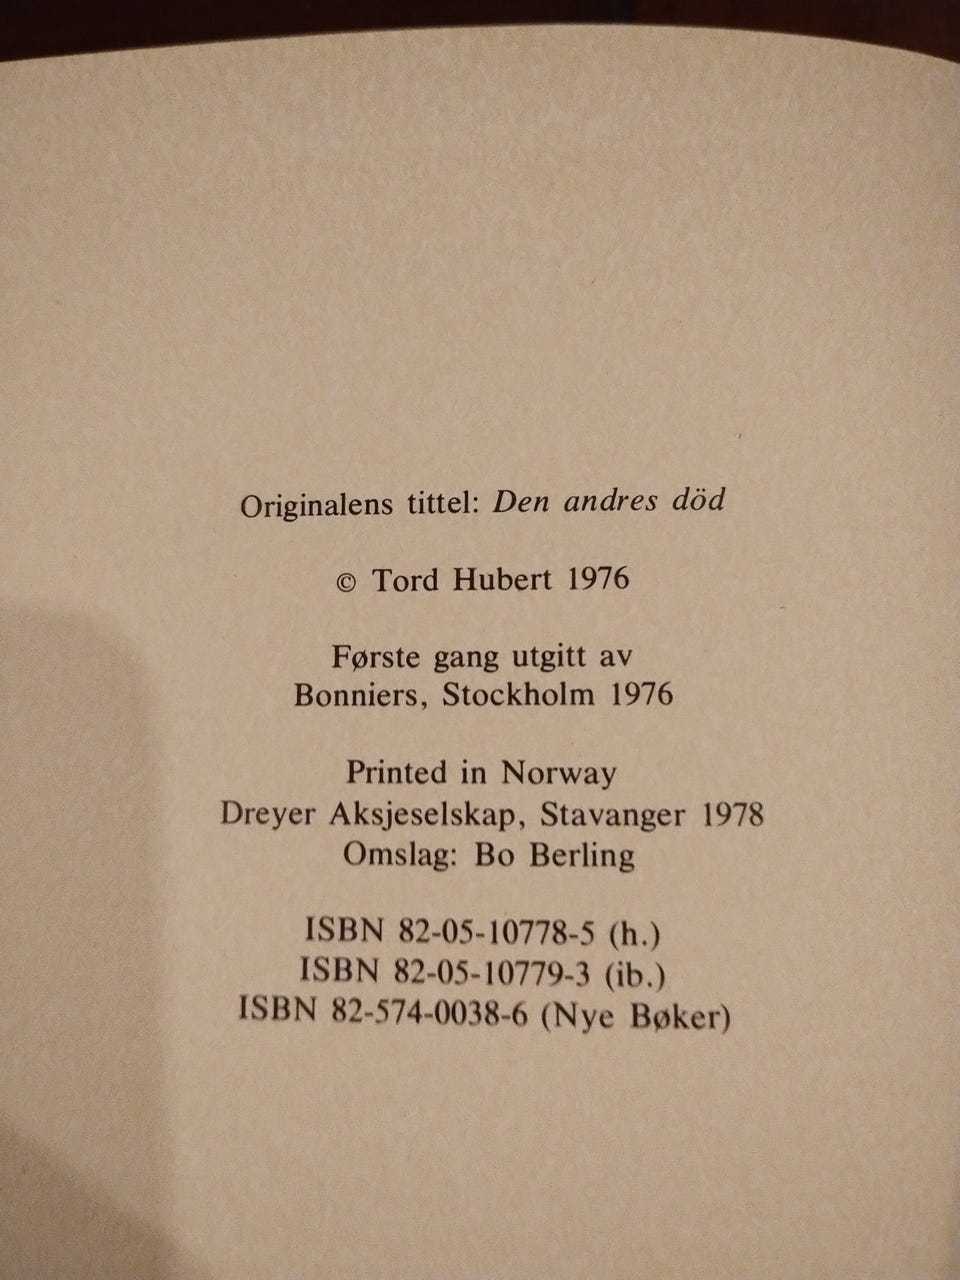 Originalens tittel: Den andres död
© Tord Hubert 1976
Første gang utgitt av
Bonniers, Stockholm 1976
Printed in Norway
Dreyer Aksjeselskap, Stavanger 1978
Omslag: Bo Berling
ISBN 82-05-10778-5 (h.)
ISBN 82-05-10779-3 (ib.)
ISBN 82-574-0038-6 (Nye Bøker)